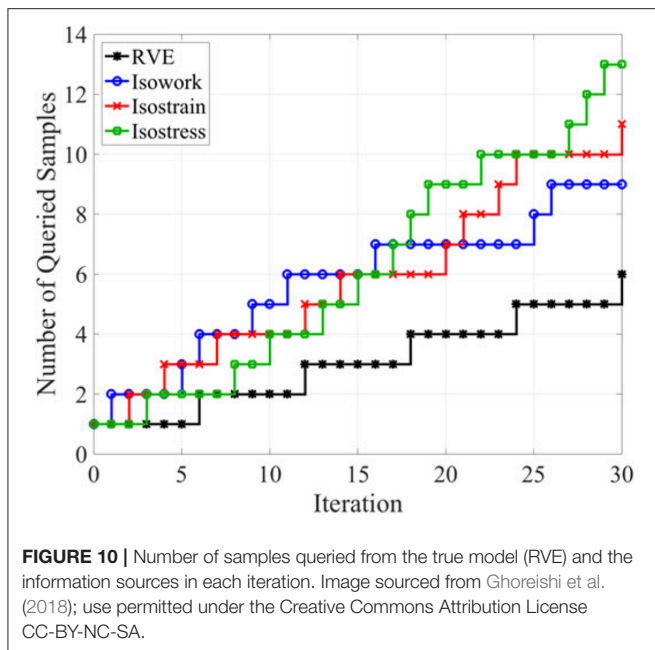 14
12
10
8
6
4
2
0
Number of Queried Samples
RVE
Isowork
Isostrain
Isostress
0 5 10 15 20 25 30
Iteration
FIGURE 10 | Number of samples queried from the true model (RVE) and the
information sources in each iteration. Image sourced from Ghoreishi et al.
(2018); use permitted under the Creative Commons Attribution License
CC-BY-NC-SA.